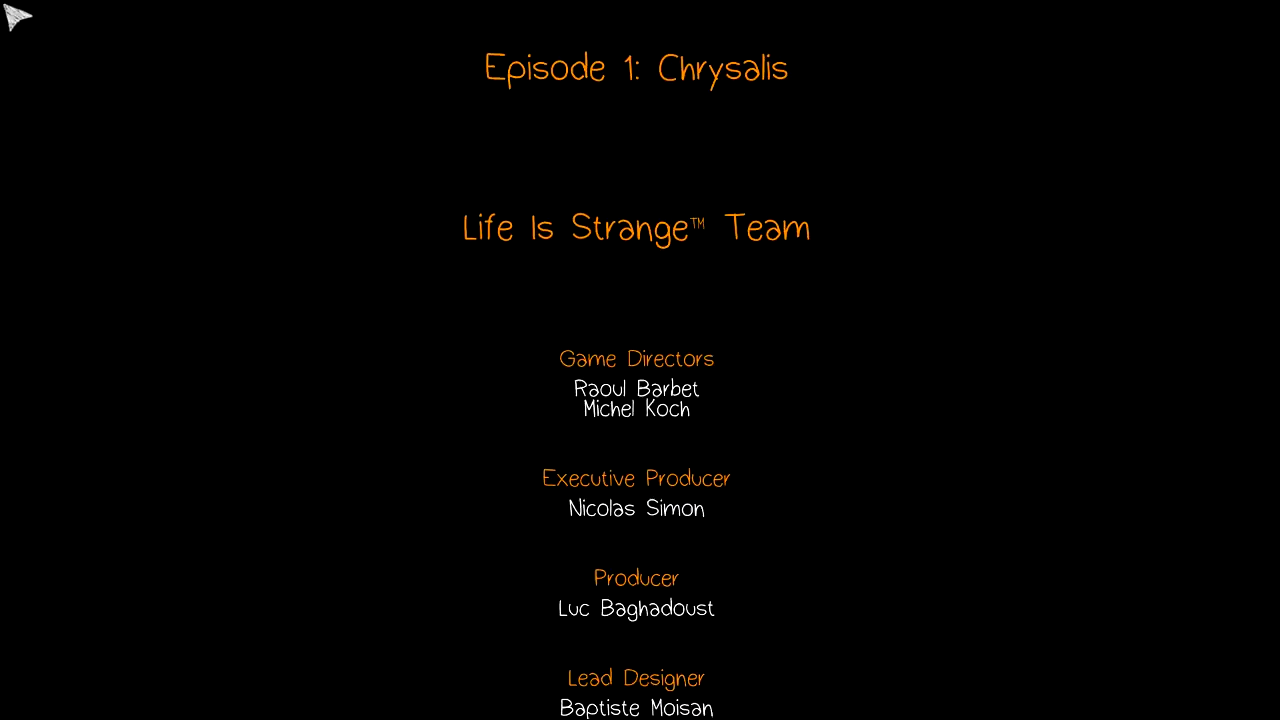 Episode 1: Chrysalis
Life Is Strange™ Team
Game Directors
Raoul Barbet
Michel Koch
Executive Producer
Nicolas Simon
Producer
Luc Baghadoust
Lead Designer
Baptiste Moisan